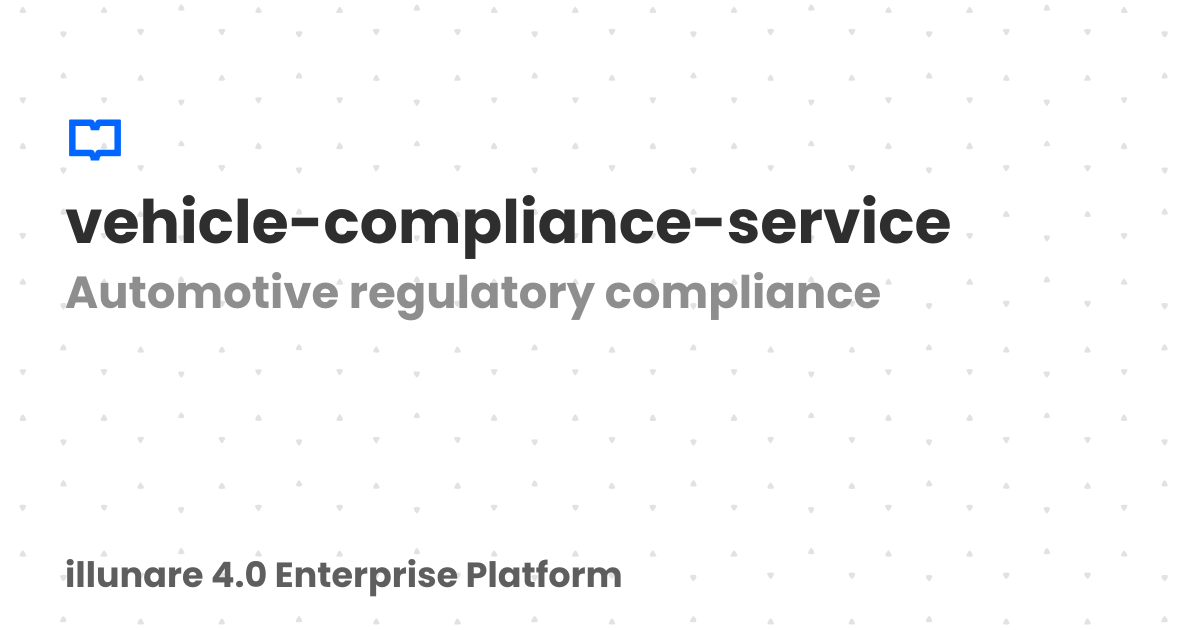 vehicle-compliance-service
Automotive regulatory compliance
illunare 4.0 Enterprise Platform